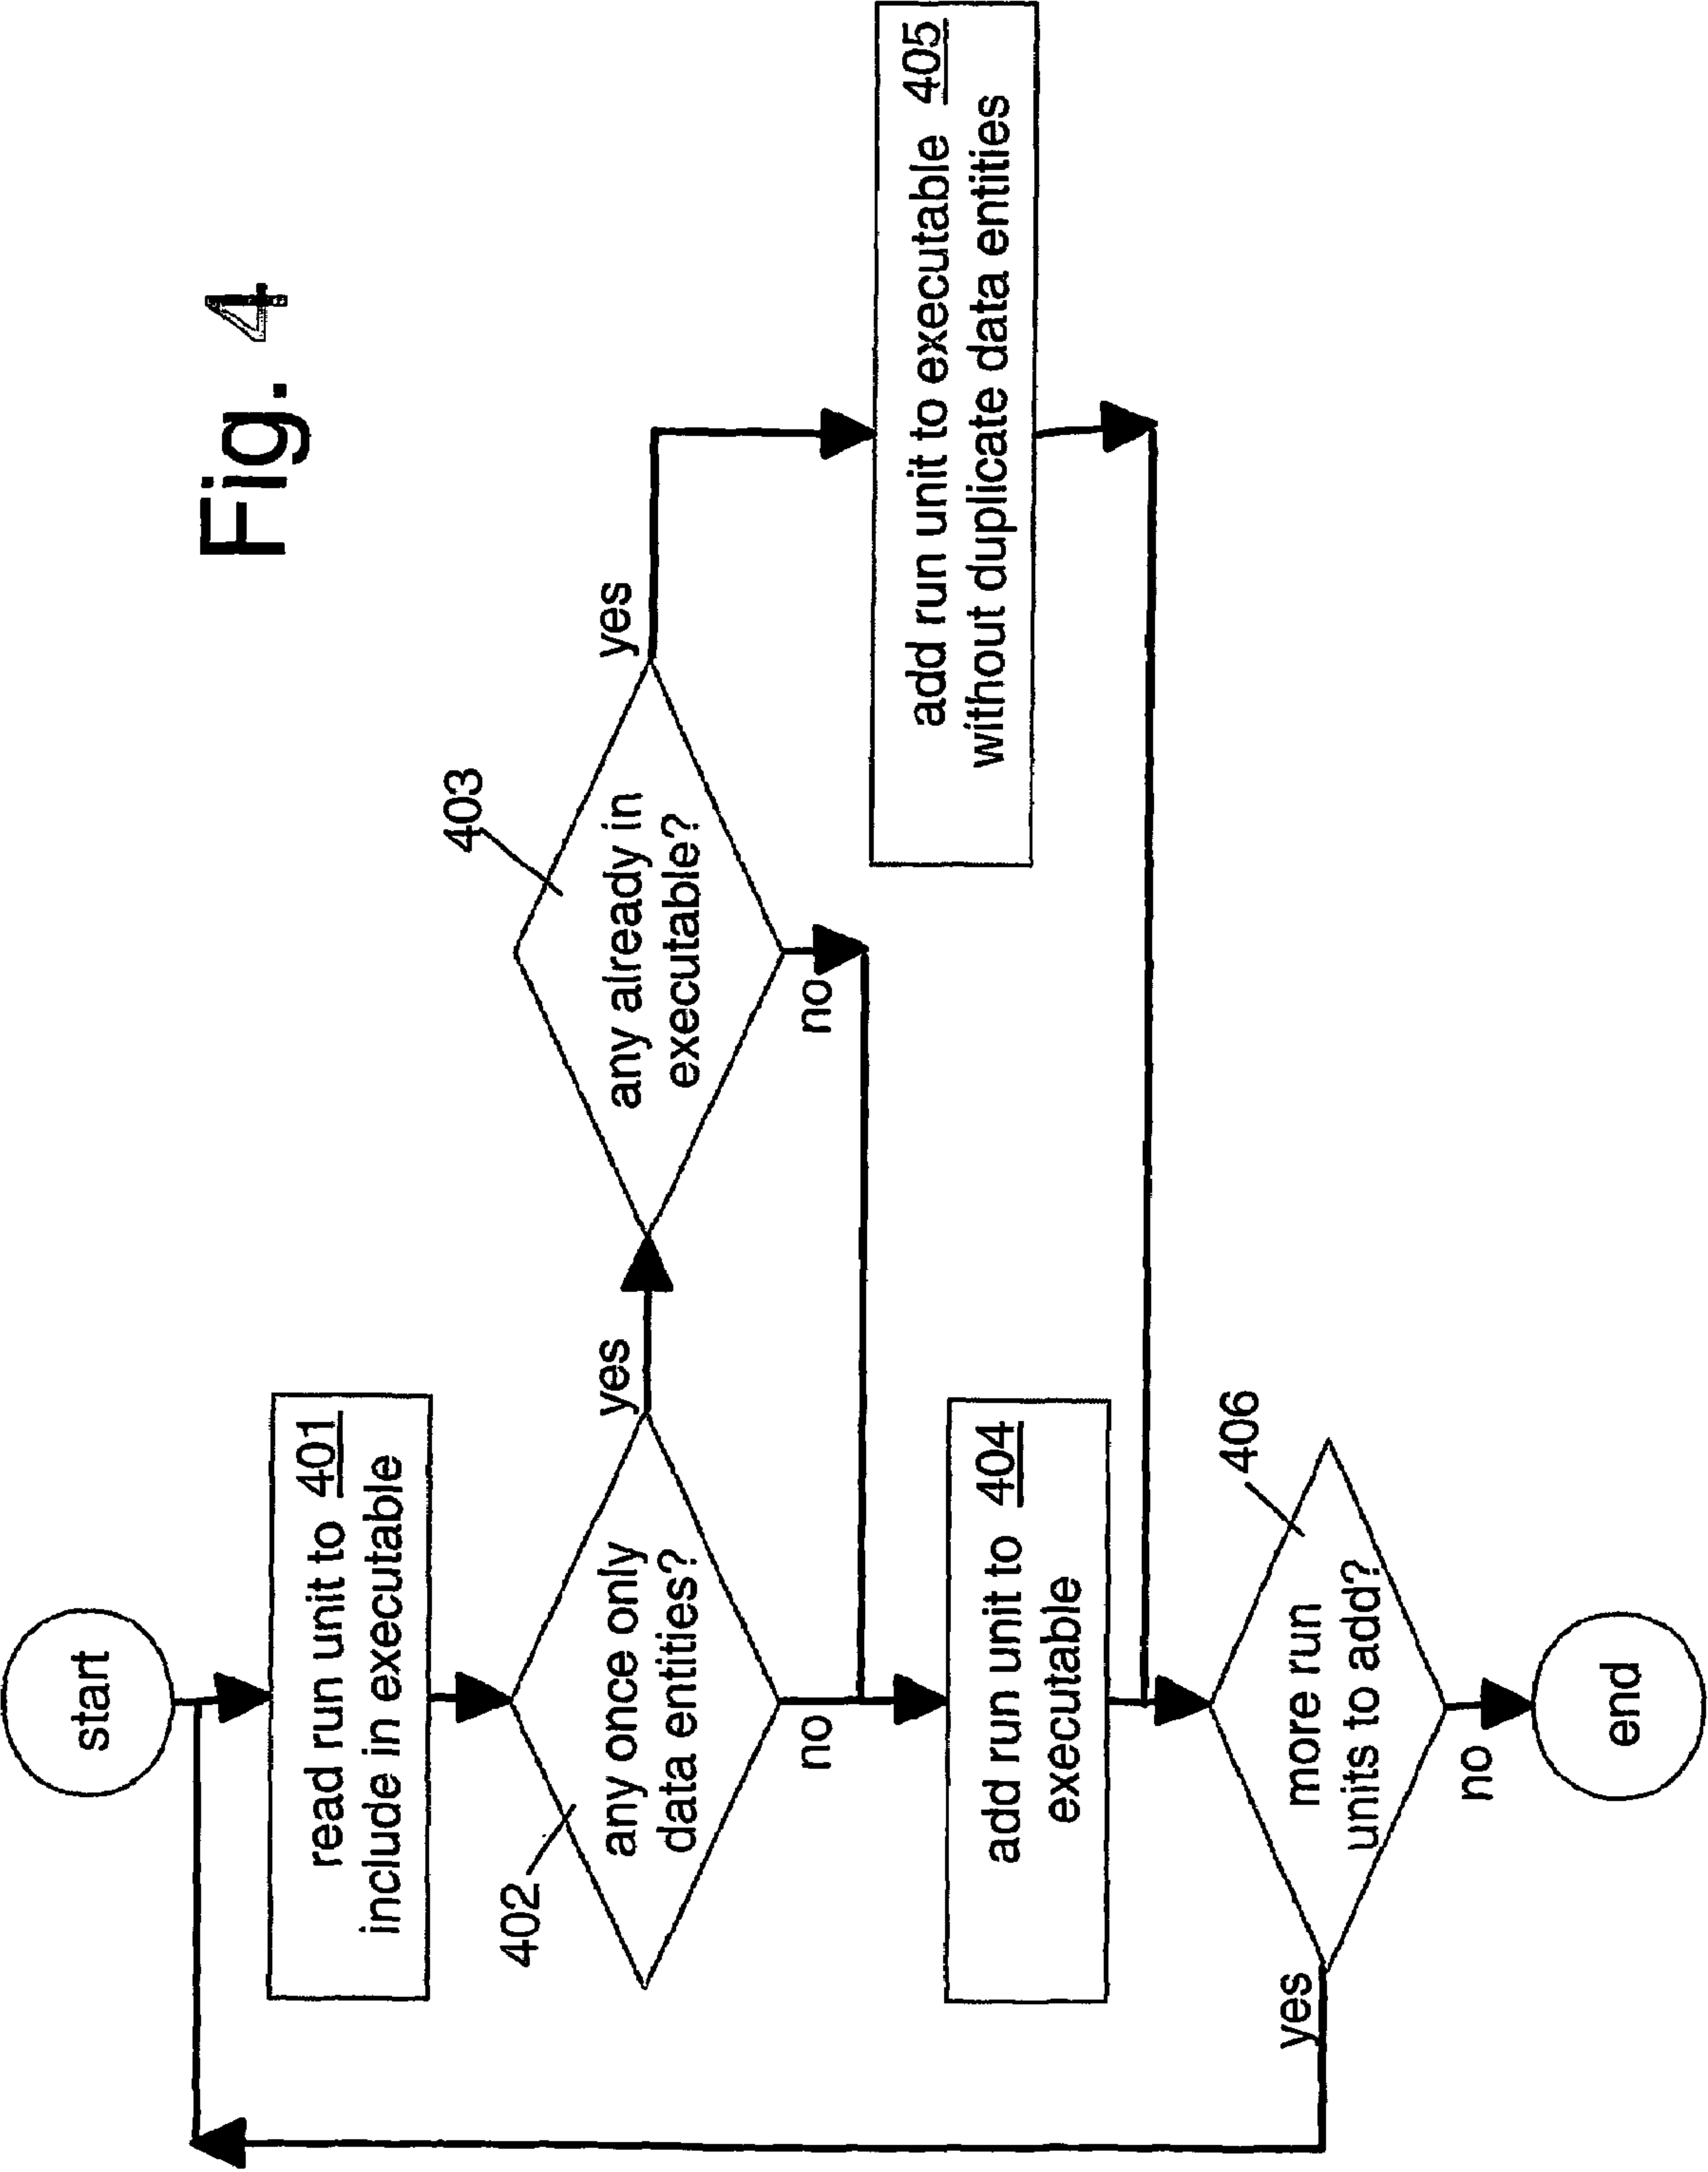 Fig. 4
start
read run unit to 401
include in executable
402
any once only
data entities?
yes
no
403
any already in
executable?
yes
no
add run unit to 404
executable
add run unit to executable 405
without duplicate data entities
406
more run
units to add?
yes
no
end